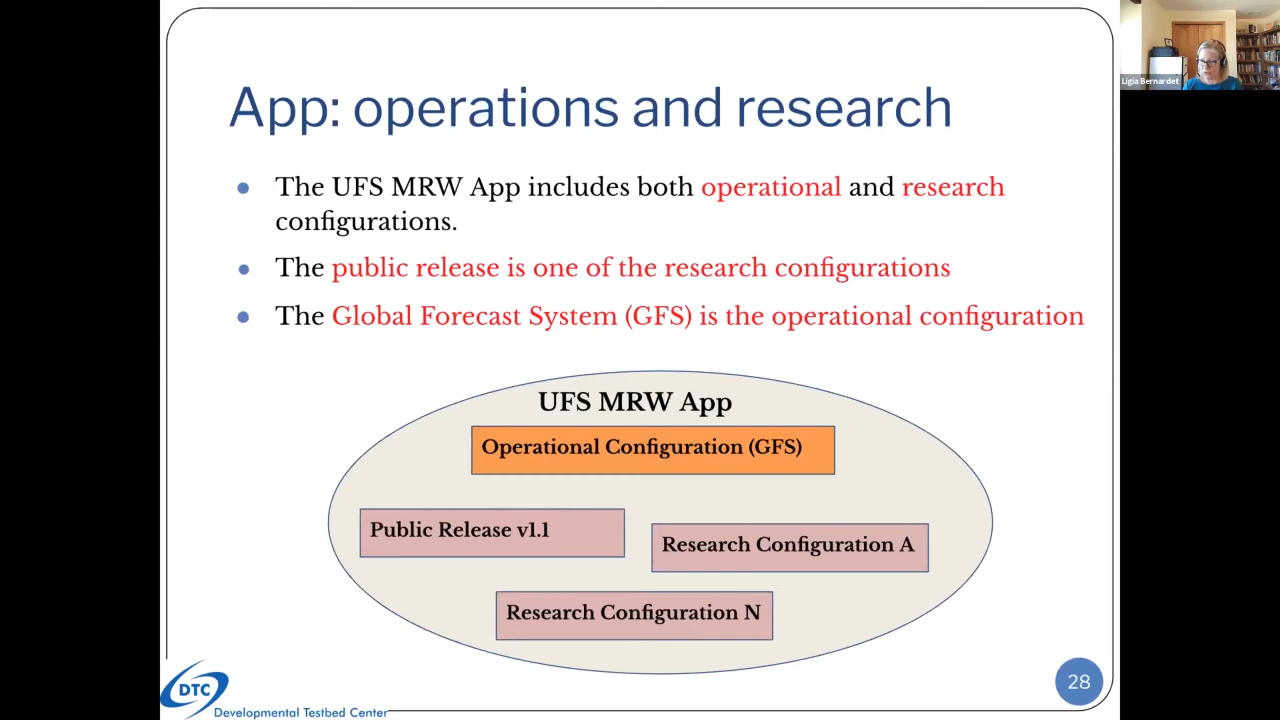 Ligia Bernardet
App: operations and research
● The UFS MRW App includes both operational and research
configurations.
● The public release is one of the research configurations
● The Global Forecast System (GFS) is the operational configuration
UFS MRW App
Operational Configuration (GFS)
Public Release v1.1
Research Configuration A
Research Configuration N
DTC
Developmental Testbed Center
28